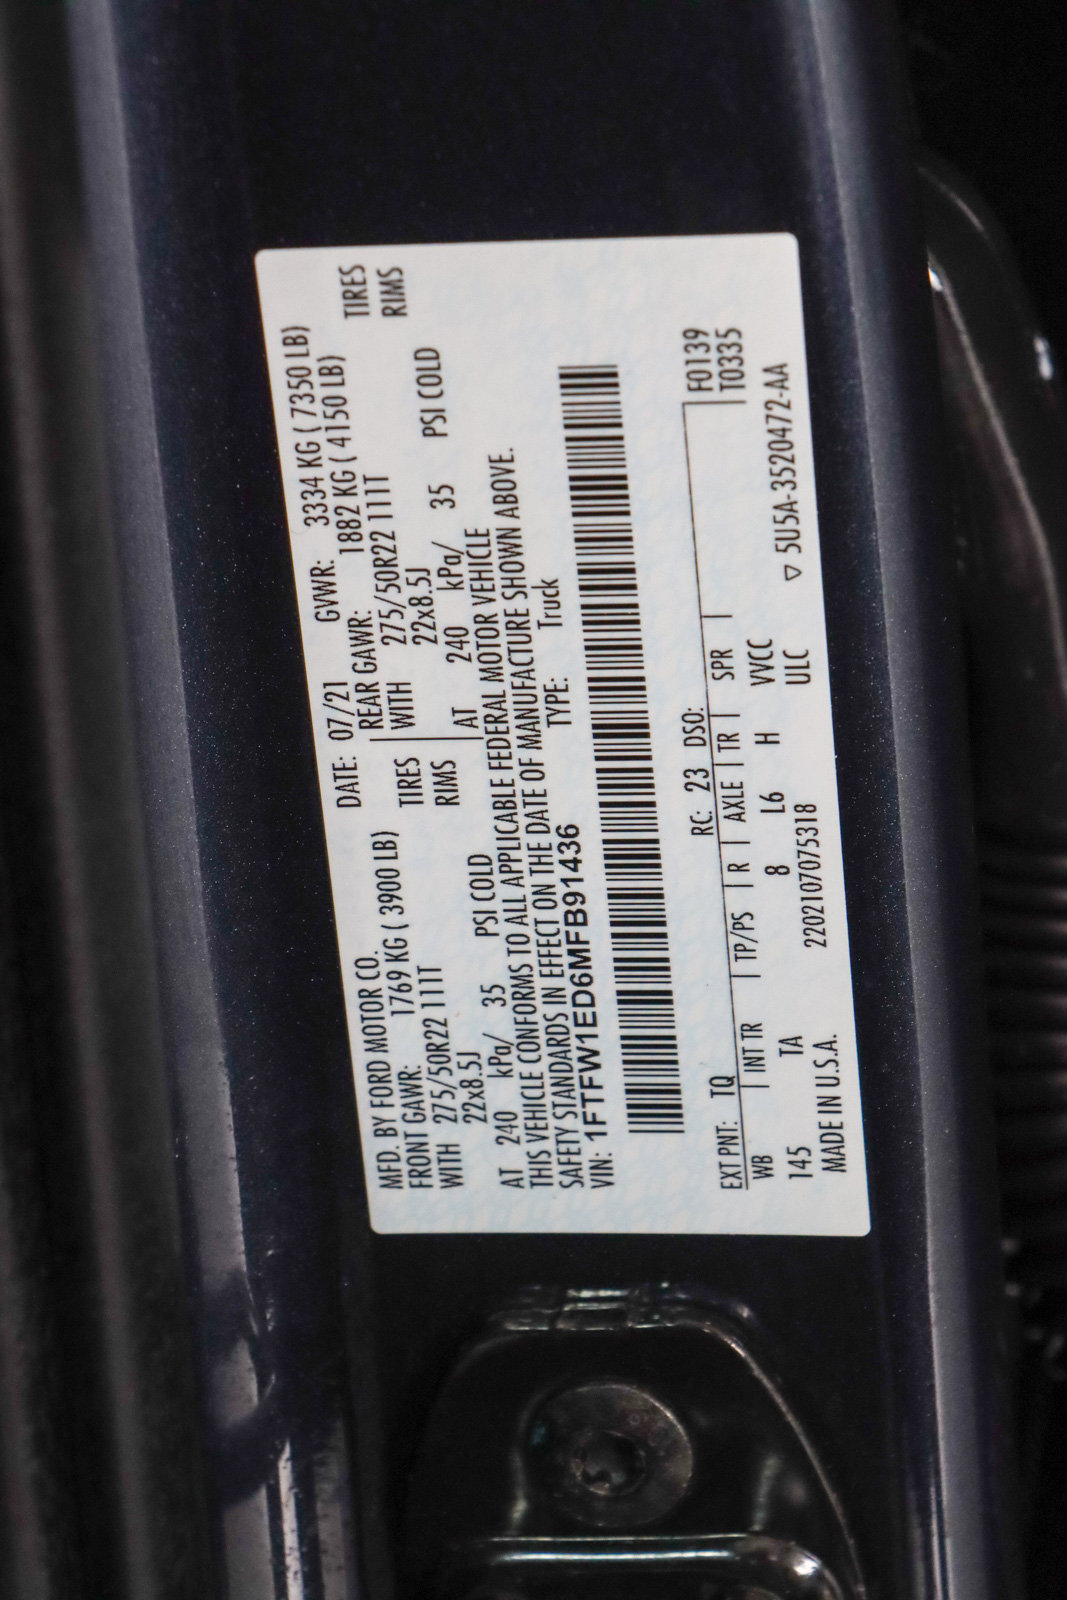 MFD. BY FORD MOTOR CO. DATE: 07/21 GVWR: 3334 KG ( 7350 LB)
FRONT GAWR: 1769 KG ( 3900 LB) REAR GAWR: 1882 KG ( 4150 LB)
WITH 275/50R22 111T TIRES WITH 275/50R22 111T TIRES
22x8.5J RIMS 22x8.5J RIMS
AT 240 kPa/ 35 PSI COLD AT 240 kPa/ 35 PSI COLD
THIS VEHICLE CONFORMS TO ALL APPLICABLE FEDERAL MOTOR VEHICLE
SAFETY STANDARDS IN EFFECT ON THE DATE OF MANUFACTURE SHOWN ABOVE.
VIN: 1FTFW1ED6MFB91436 TYPE: Truck
F0139
EXT PNT: TQ RC: 23 DSO: T0335
WB INT TR TP/PS R AXLE TR SPR
145 TA 8 L6 H VVCC
MADE IN U.S.A. 2202107075318 ULC ▽ 5U5A-3520472-AA